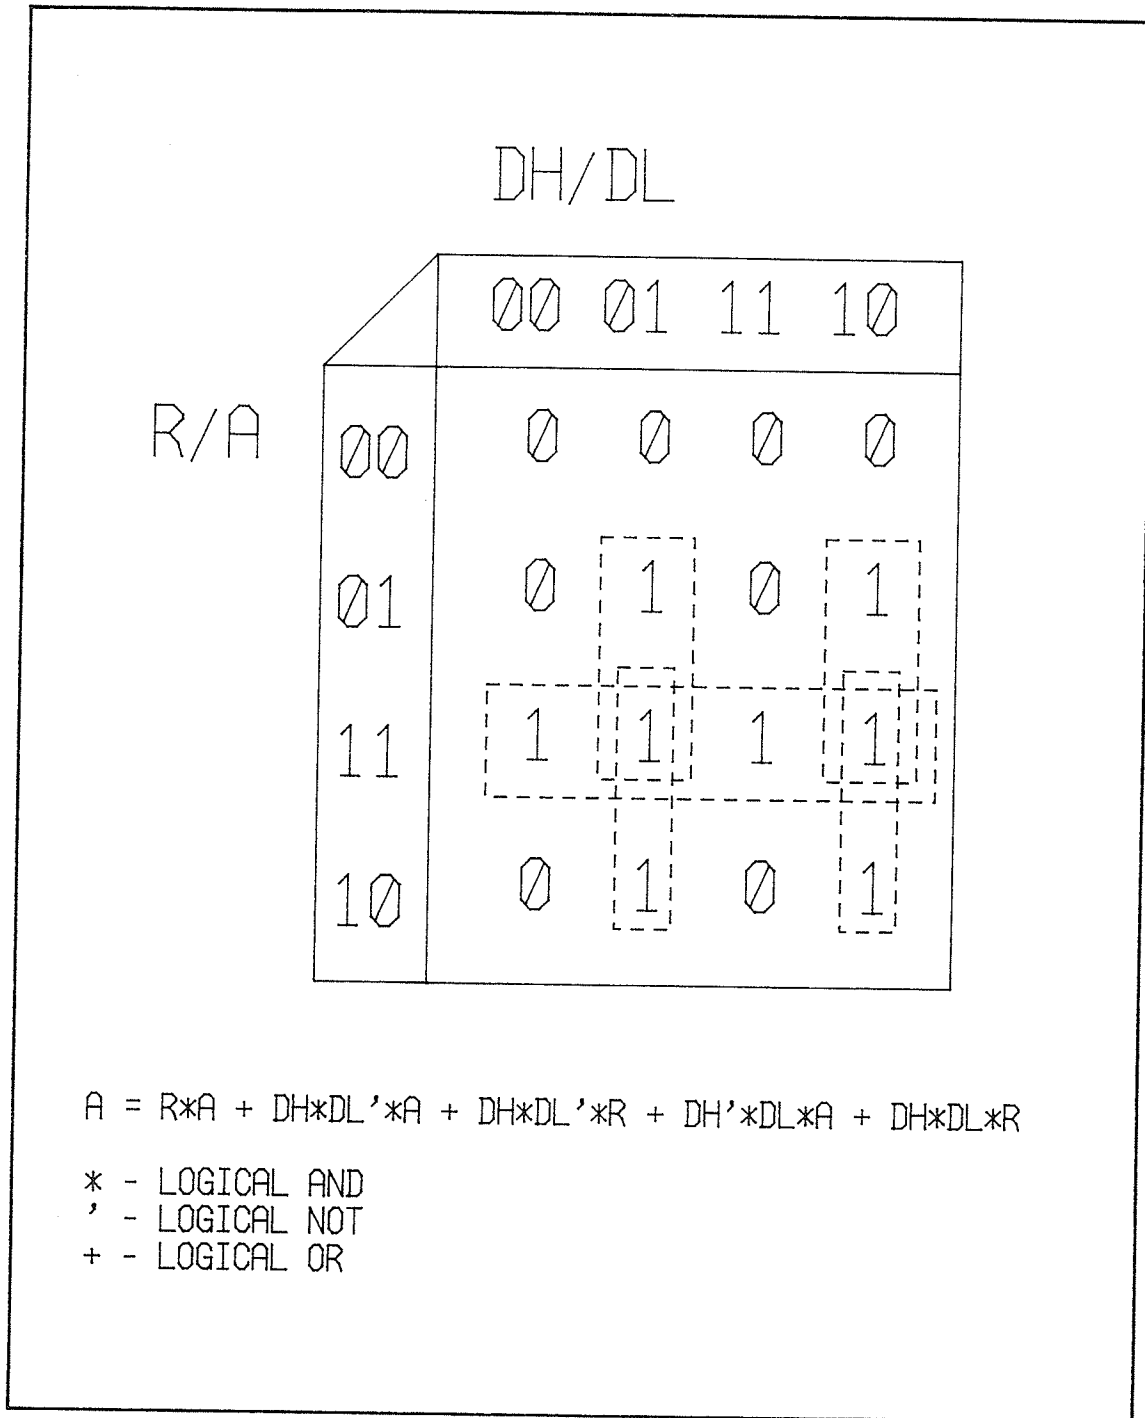 DH/DL
00 01 11 10
R/A
00 0 0 0 0
01 0 1 0 1
11 1 1 1 1
10 0 1 0 1
A = R*A + DH*DL'*A + DH*DL'*R + DH'*DL*A + DH*DL*R
* - LOGICAL AND
' - LOGICAL NOT
+ - LOGICAL OR